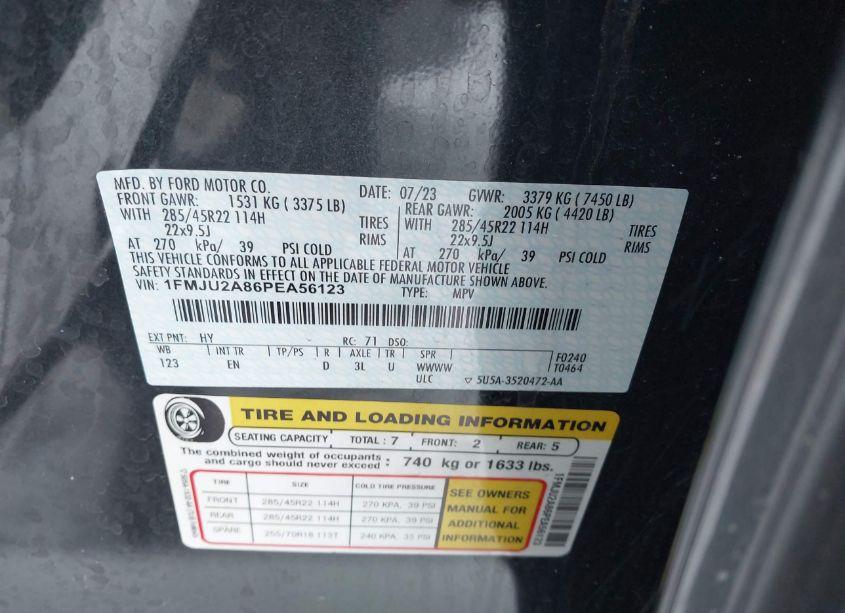 MFD. BY FORD MOTOR CO. DATE: 07/23 GVWR: 3379 KG ( 7450 LB)
FRONT GAWR: 1531 KG ( 3375 LB) REAR GAWR: 2005 KG ( 4420 LB)
WITH 285/45R22 114H TIRES WITH 285/45R22 114H TIRES
22x9.5J RIMS 22x9.5J RIMS
AT 270 kPa/ 39 PSI COLD AT 270 kPa/ 39 PSI COLD
THIS VEHICLE CONFORMS TO ALL APPLICABLE FEDERAL MOTOR VEHICLE
SAFETY STANDARDS IN EFFECT ON THE DATE OF MANUFACTURE SHOWN ABOVE.
VIN: 1FMJU2A86PEA56123 TYPE: MPV
EXT PNT: HY RC: 71 DSO:
WB INT TR TP/PS R AXLE TR SPR F0240
123 EN D 3L U WWWW T0464
ULC ▽ 5U5A-3520472-AA
TIRE AND LOADING INFORMATION
SEATING CAPACITY TOTAL : 7 FRONT: 2 REAR: 5
The combined weight of occupants
and cargo should never exceed : 740 kg or 1633 lbs.
TIRE SIZE COLD TIRE PRESSURE
FRONT 285/45R22 114H 270 KPA, 39 PSI
REAR 285/45R22 114H 270 KPA, 39 PSI
SPARE 255/70R18 113T 240 KPA, 35 PSI
SEE OWNERS
MANUAL FOR
ADDITIONAL
INFORMATION
1FMJU2A86PEA56123